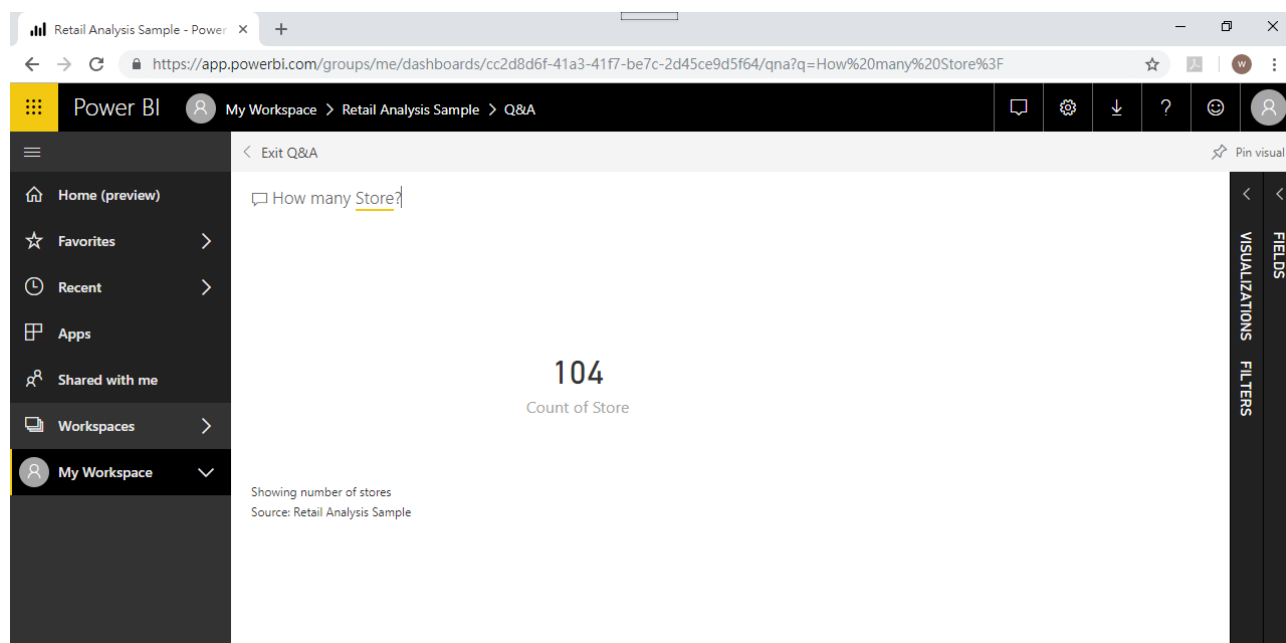 Retail Analysis Sample - Power
https://app.powerbi.com/groups/me/dashboards/cc2d8d6f-41a3-41f7-be7c-2d45ce9d5f64/qna?q=How%20many%20Store%3F
W
Power BI My Workspace > Retail Analysis Sample > Q&A
?
Exit Q&A
Pin visual
Home (preview)
Favorites
Recent
Apps
Shared with me
Workspaces
My Workspace
How many Store?
104
Count of Store
Showing number of stores
Source: Retail Analysis Sample
VISUALIZATIONS
FILTERS
FIELDS